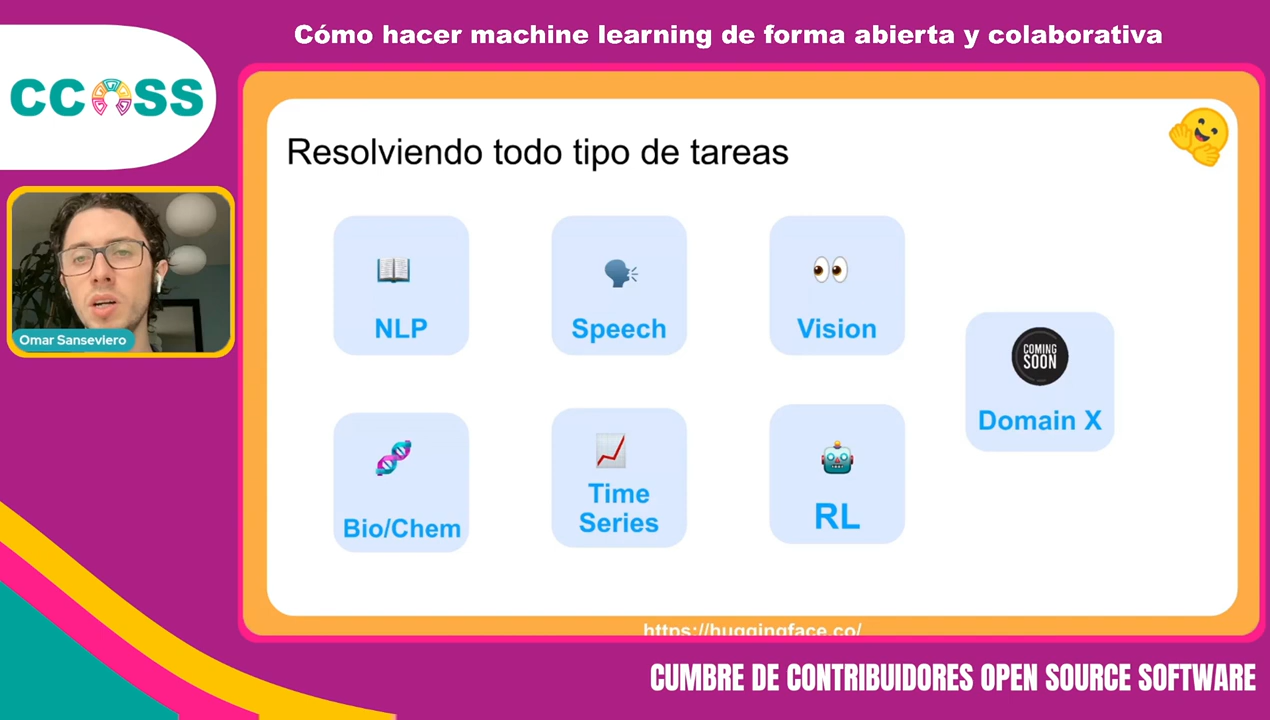 Cómo hacer machine learning de forma abierta y colaborativa
CCOSS
Resolviendo todo tipo de tareas
NLP
Speech
Vision
COMING
SOON
Domain X
Bio/Chem
Time
Series
RL
Omar Sanseviero
https://huggingface.co/
CUMBRE DE CONTRIBUIDORES OPEN SOURCE SOFTWARE